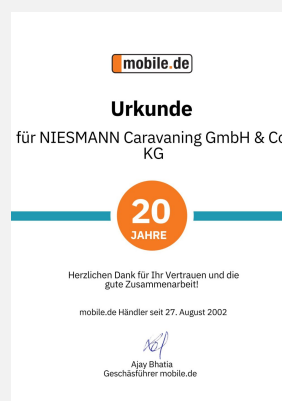 mobile.de
Urkunde
für NIESMANN Caravaning GmbH & Co
KG
20
JAHRE
Herzlichen Dank für Ihr Vertrauen und die
gute Zusammenarbeit!
mobile.de Händler seit 27. August 2002
Ajay Bhatia
Geschäsführer mobile.de